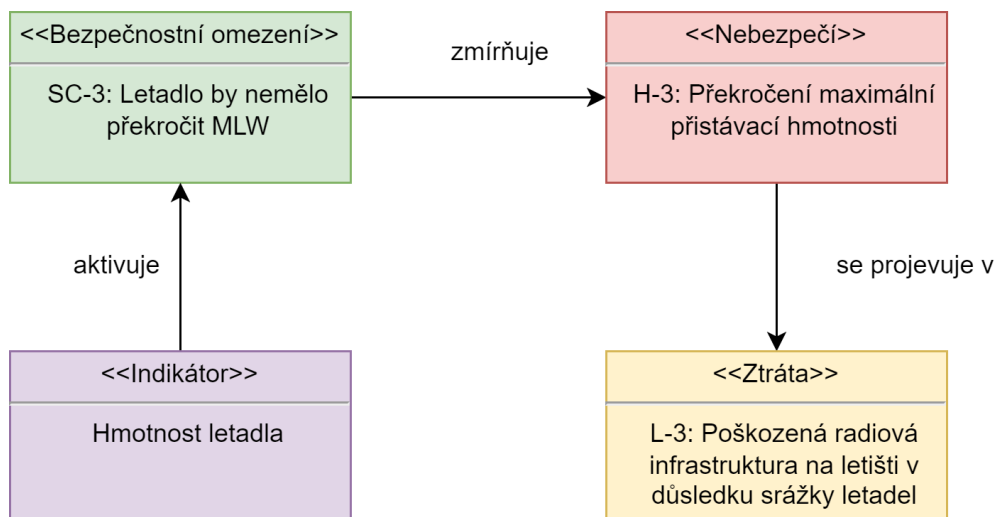 <<Bezpečnostní omezení>>
SC-3: Letadlo by nemělo
překročit MLW
zmírňuje
<<Nebezpečí>>
H-3: Překročení maximální
přistávací hmotnosti
aktivuje
se projevuje v
<<Indikátor>>
Hmotnost letadla
<<Ztráta>>
L-3: Poškozená radiová
infrastruktura na letišti v
důsledku srážky letadel